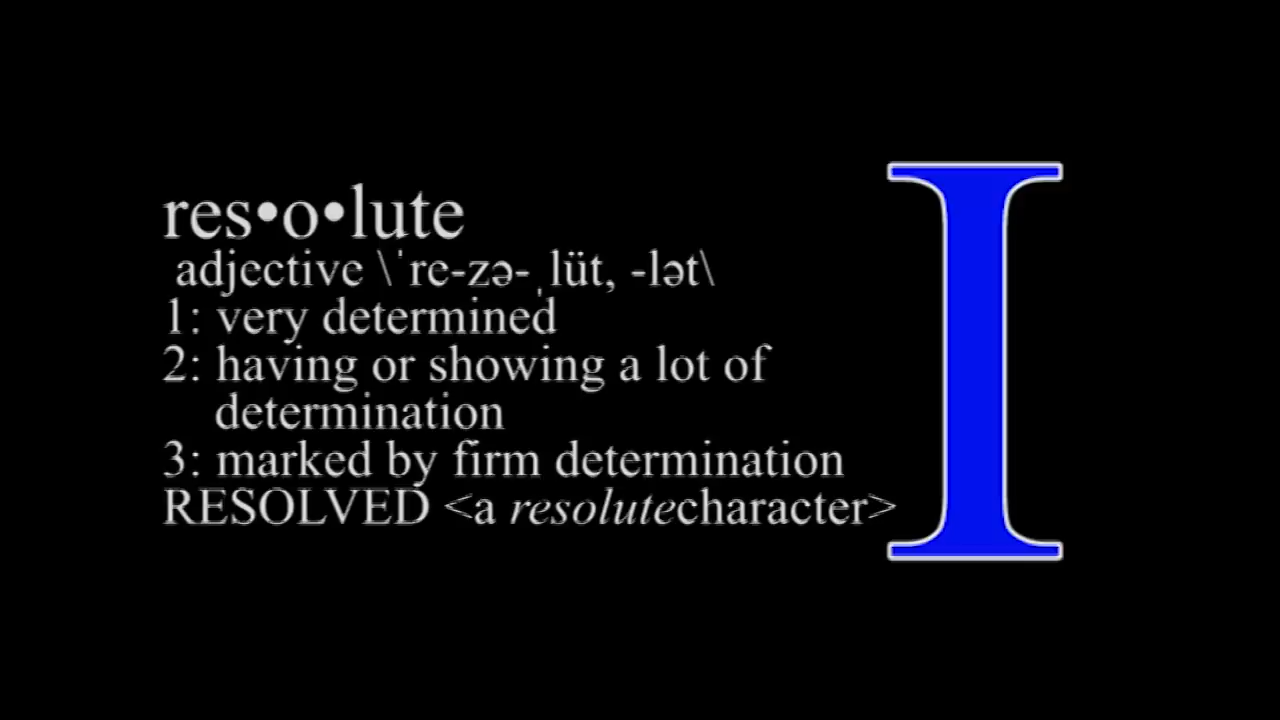 res•o•lute
adjective \ˈre-zə-ˌlüt, -lət\
1: very determined
2: having or showing a lot of
determination
3: marked by firm determination
RESOLVED <a resolutecharacter>
I